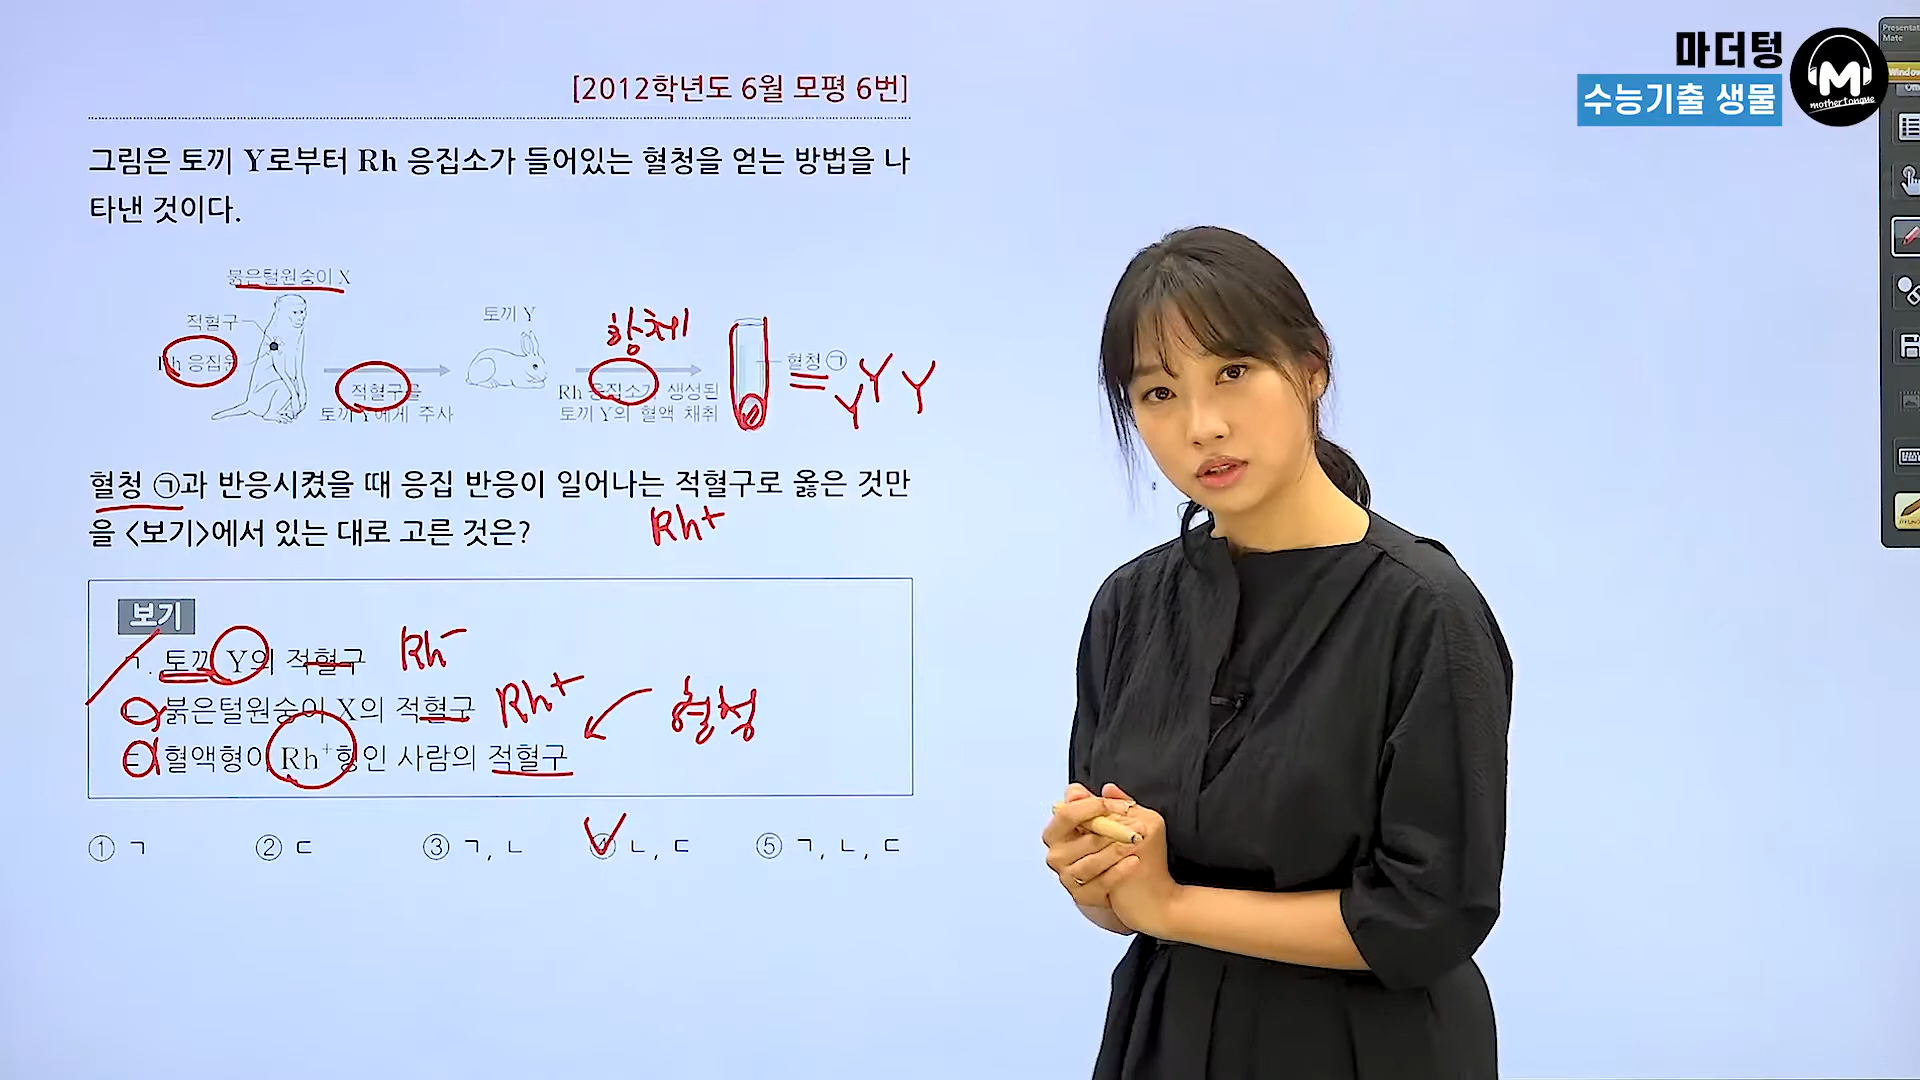 마더텅
수능기출 생물
mothertongue
[2012학년도 6월 모평 6번]
그림은 토끼 Y로부터 Rh 응집소가 들어있는 혈청을 얻는 방법을 나
타낸 것이다.
붉은털원숭이 X
적혈구
Rh 응집원
토끼 Y
항체
혈청 ㉠
적혈구를
토끼 Y에게 주사
Rh 응집소가 생성된
토끼 Y의 혈액 채취
Y Y Y
혈청 ㉠과 반응시켰을 때 응집 반응이 일어나는 적혈구로 옳은 것만
을 <보기>에서 있는 대로 고른 것은?
Rh+
보기
ㄱ. 토끼 Y의 적혈구 Rh-
붉은털원숭이 X의 적혈구 Rh+ 혈청
ㄷ 혈액형이 Rh+형인 사람의 적혈구
① ㄱ ② ㄷ ③ ㄱ, ㄴ ④ ㄴ, ㄷ ⑤ ㄱ, ㄴ, ㄷ